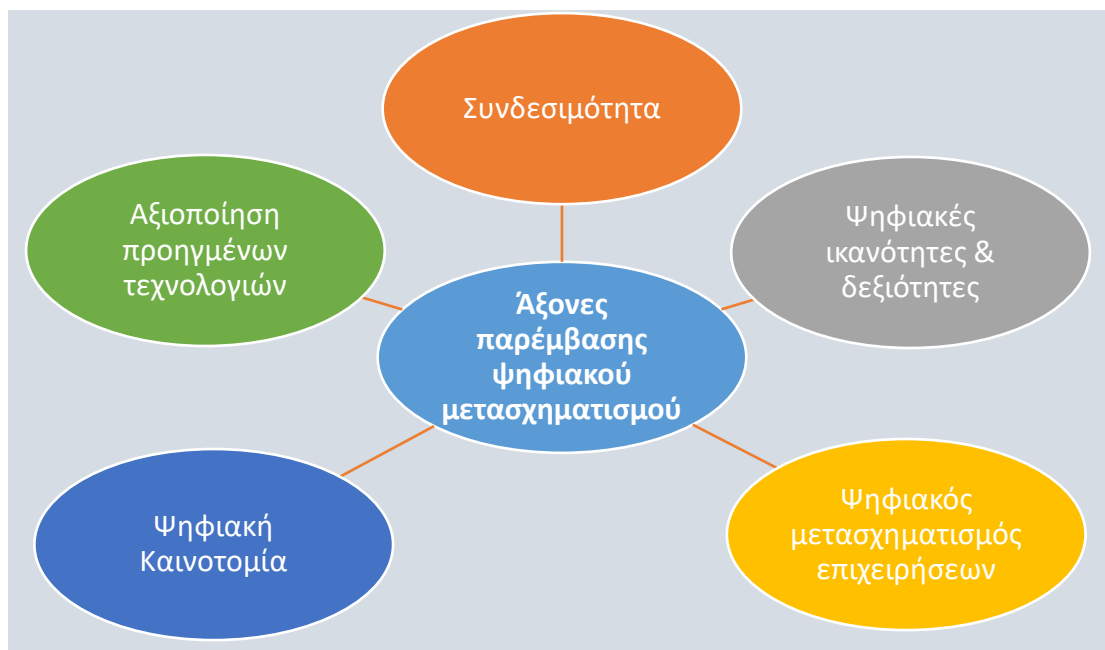 Συνδεσιμότητα
Αξιοποίηση
προηγμένων
τεχνολογιών
Ψηφιακές
ικανότητες &
δεξιότητες
Άξονες
παρέμβασης
ψηφιακού
μετασχηματισμού
Ψηφιακή
Καινοτομία
Ψηφιακός
μετασχηματισμός
επιχειρήσεων